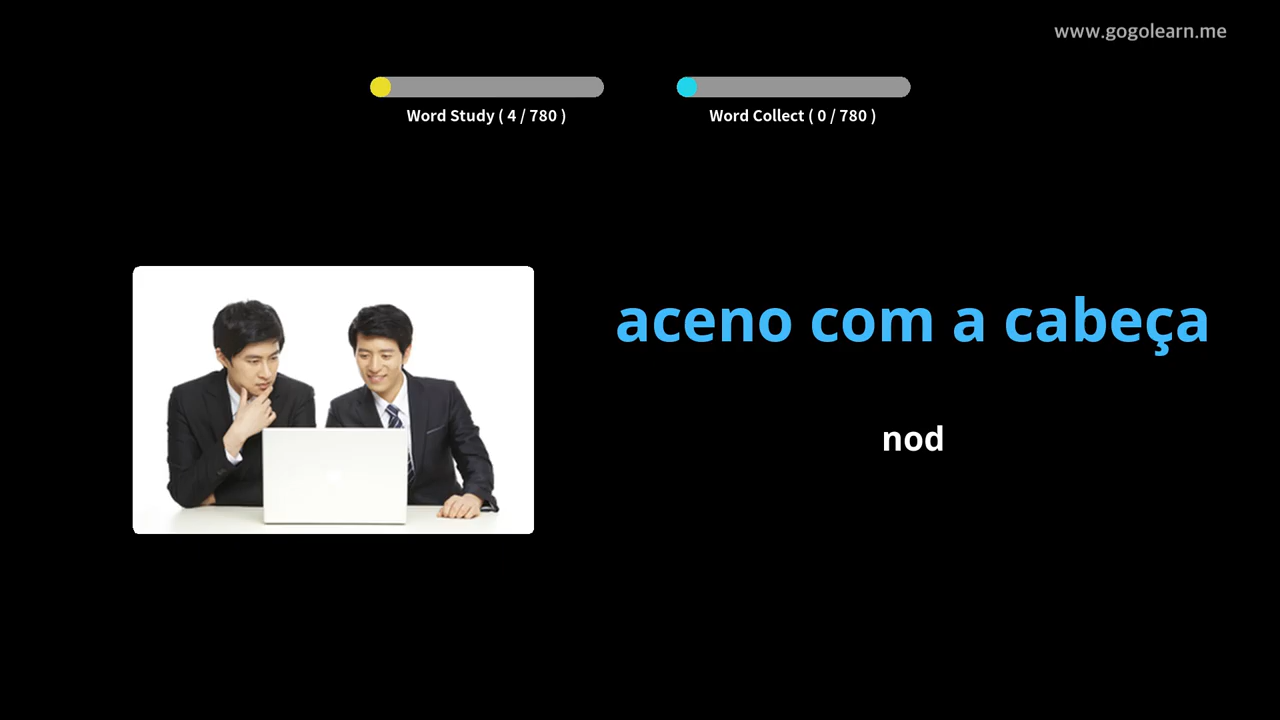 www.gogolearn.me
Word Study ( 4 / 780 )
Word Collect ( 0 / 780 )
aceno com a cabeça
nod